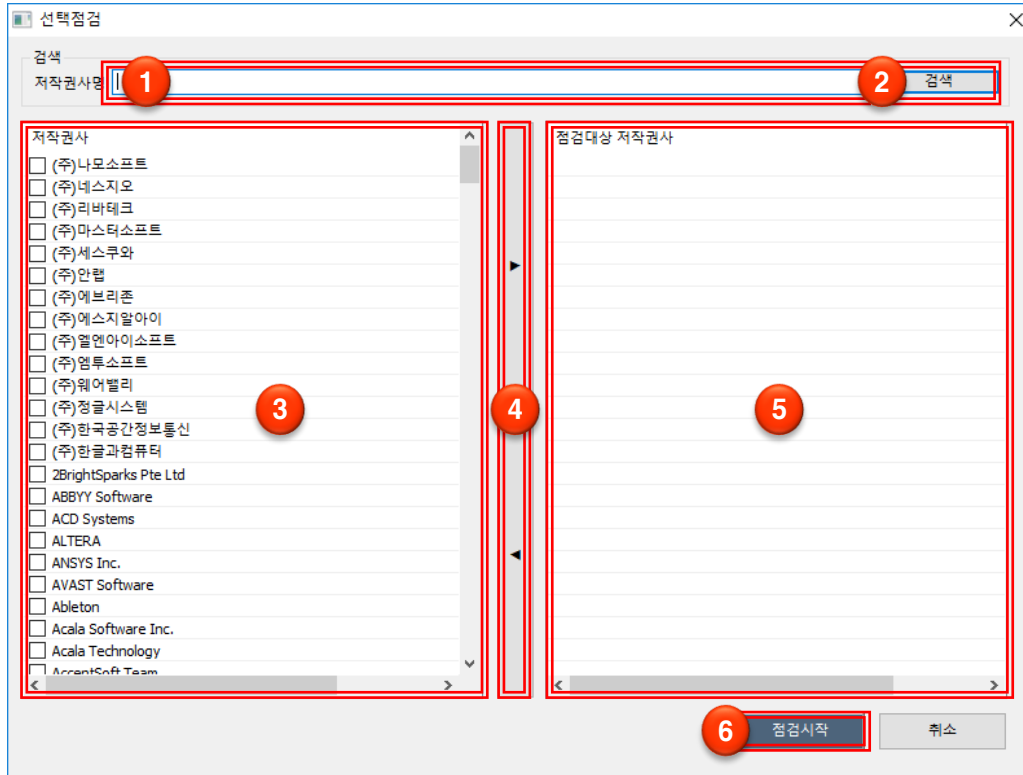 선택점검
검색
저작권사명
1
2
검색
저작권사
(주)나모소프트
(주)네스지오
(주)리바테크
(주)마스터소프트
(주)세스쿠와
(주)안랩
(주)에브리존
(주)에스지알아이
(주)엘엔아이소프트
(주)엠투소프트
(주)웨어밸리
(주)정글시스템
(주)한국공간정보통신
(주)한글과컴퓨터
2BrightSparks Pte Ltd
ABBYY Software
ACD Systems
ALTERA
ANSYS Inc.
AVAST Software
Ableton
Acala Software Inc.
Acala Technology
AccentSoft Team
3
4
점검대상 저작권사
5
6
점검시작
취소